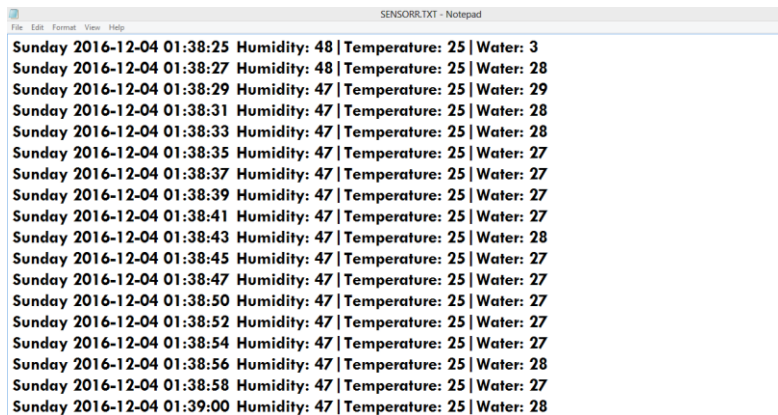 SENSORR.TXT - Notepad
File Edit Format View Help
Sunday 2016-12-04 01:38:25 Humidity: 48|Temperature: 25|Water: 3
Sunday 2016-12-04 01:38:27 Humidity: 48|Temperature: 25|Water: 28
Sunday 2016-12-04 01:38:29 Humidity: 47|Temperature: 25|Water: 29
Sunday 2016-12-04 01:38:31 Humidity: 47|Temperature: 25|Water: 28
Sunday 2016-12-04 01:38:33 Humidity: 47|Temperature: 25|Water: 28
Sunday 2016-12-04 01:38:35 Humidity: 47|Temperature: 25|Water: 27
Sunday 2016-12-04 01:38:37 Humidity: 47|Temperature: 25|Water: 27
Sunday 2016-12-04 01:38:39 Humidity: 47|Temperature: 25|Water: 27
Sunday 2016-12-04 01:38:41 Humidity: 47|Temperature: 25|Water: 27
Sunday 2016-12-04 01:38:43 Humidity: 47|Temperature: 25|Water: 28
Sunday 2016-12-04 01:38:45 Humidity: 47|Temperature: 25|Water: 27
Sunday 2016-12-04 01:38:47 Humidity: 47|Temperature: 25|Water: 27
Sunday 2016-12-04 01:38:50 Humidity: 47|Temperature: 25|Water: 27
Sunday 2016-12-04 01:38:52 Humidity: 47|Temperature: 25|Water: 27
Sunday 2016-12-04 01:38:54 Humidity: 47|Temperature: 25|Water: 27
Sunday 2016-12-04 01:38:56 Humidity: 47|Temperature: 25|Water: 28
Sunday 2016-12-04 01:38:58 Humidity: 47|Temperature: 25|Water: 27
Sunday 2016-12-04 01:39:00 Humidity: 47|Temperature: 25|Water: 28